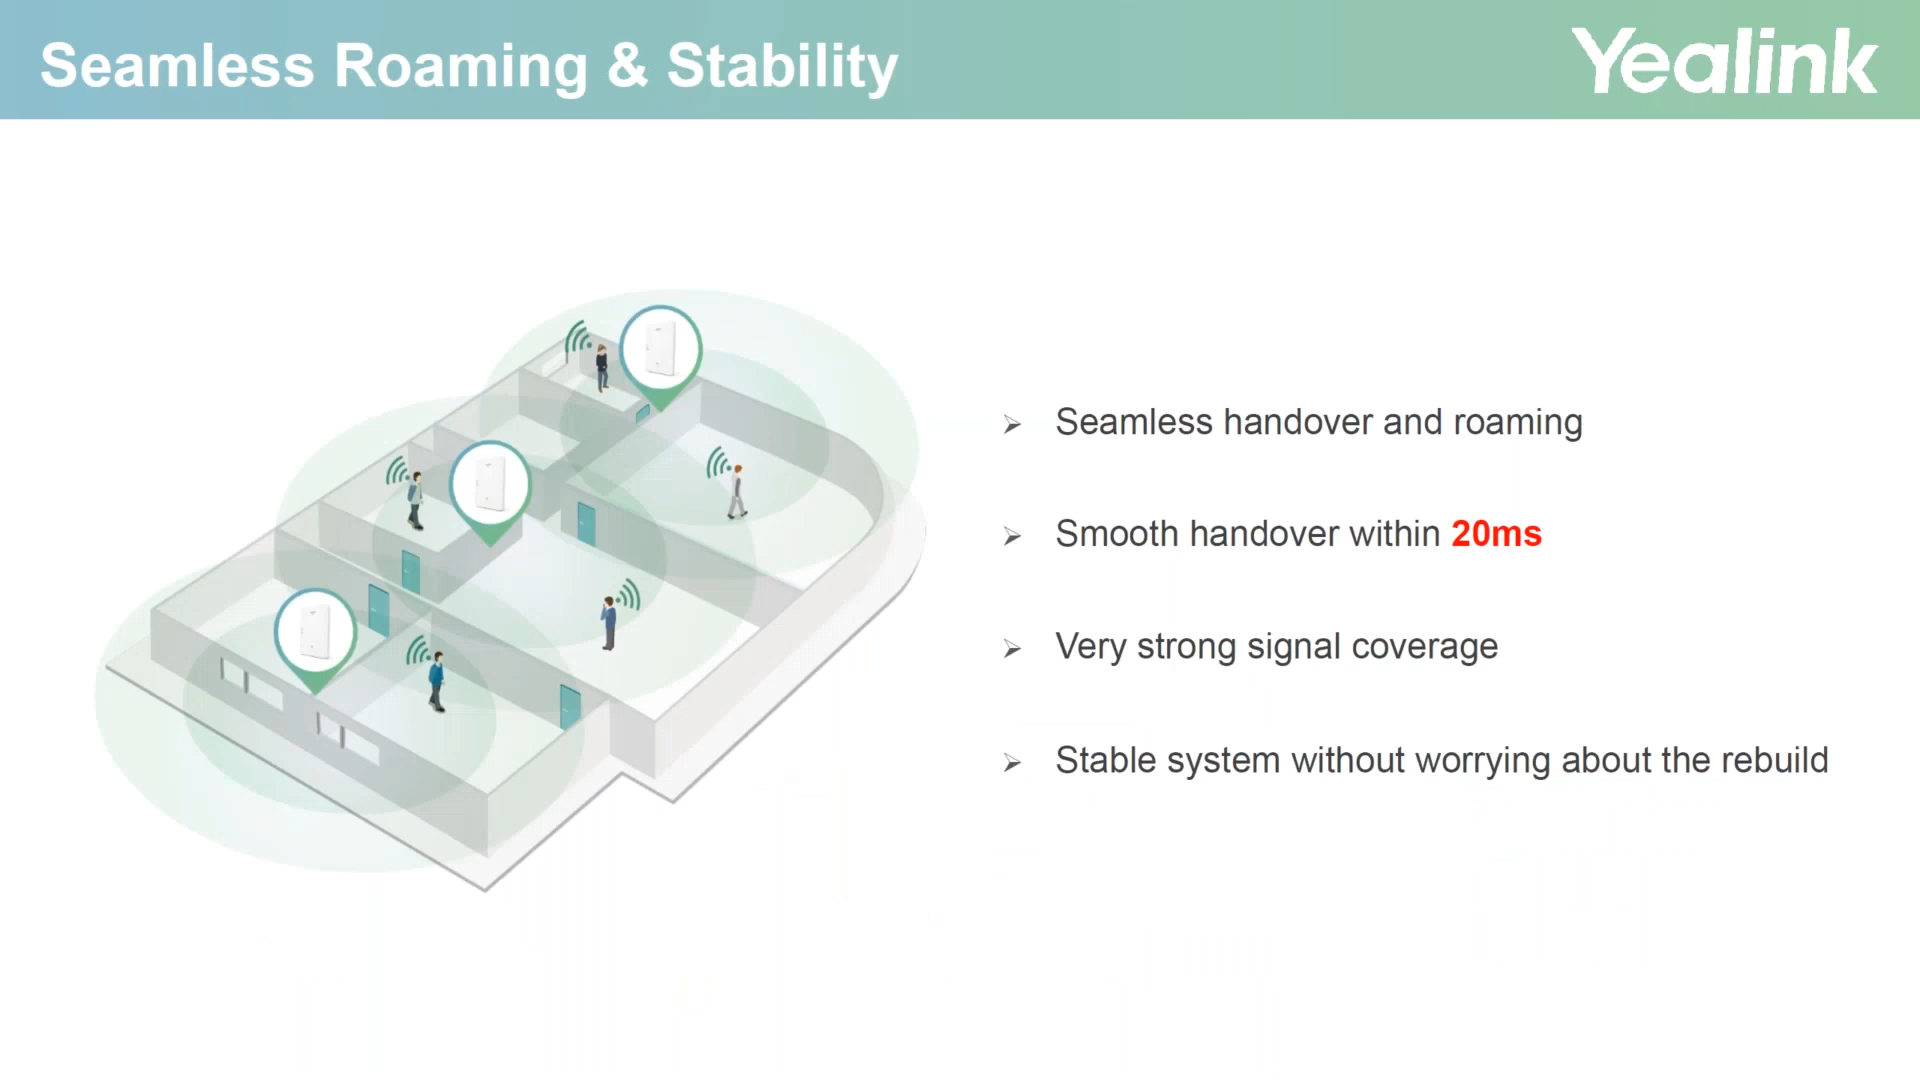 Seamless Roaming & Stability
Yealink
Seamless handover and roaming
Smooth handover within 20ms
Very strong signal coverage
Stable system without worrying about the rebuild